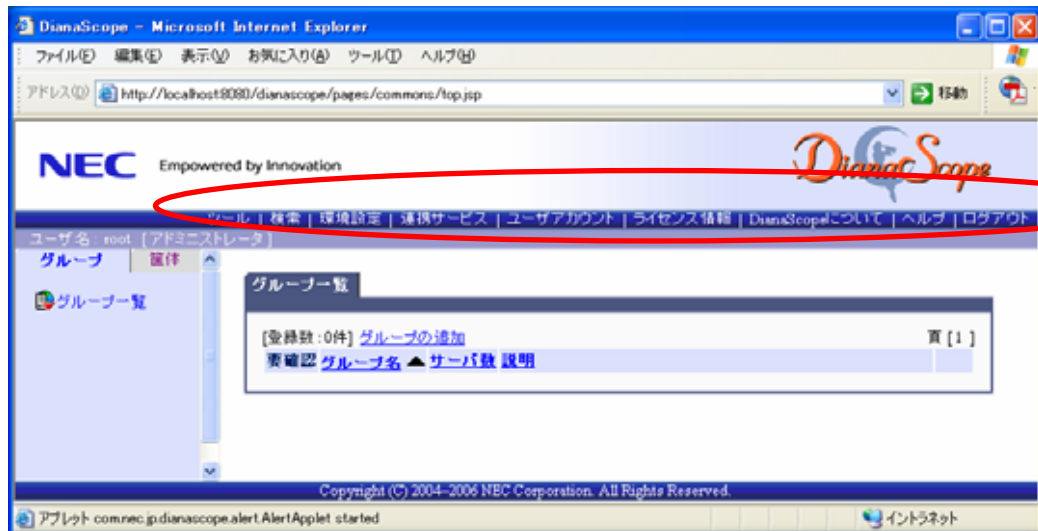 DianaScope - Microsoft Internet Explorer
ファイル(F) 編集(E) 表示(V) お気に入り(A) ツール(T) ヘルプ(H)
アドレス(D) http://localhost:8080/dianascope/pages/commons/top.jsp 移動
NEC Empowered by Innovation DianaScope
ツール | 検索 | 環境設定 | 連携サービス | ユーザアカウント | ライセンス情報 | DianaScopeについて | ヘルプ | ログアウト
ユーザ名 : root [アドミニストレータ]
グループ 筐体
グループ一覧
グループ一覧
[登録数 : 0件] グループの追加 頁 [1 ]
要確認 グループ名 ▲ サーバ数 説明
Copyright (C) 2004-2006 NEC Corporation. All Rights Reserved.
アプレット com.nec.jp.dianascope.alert.AlertApplet started イントラネット